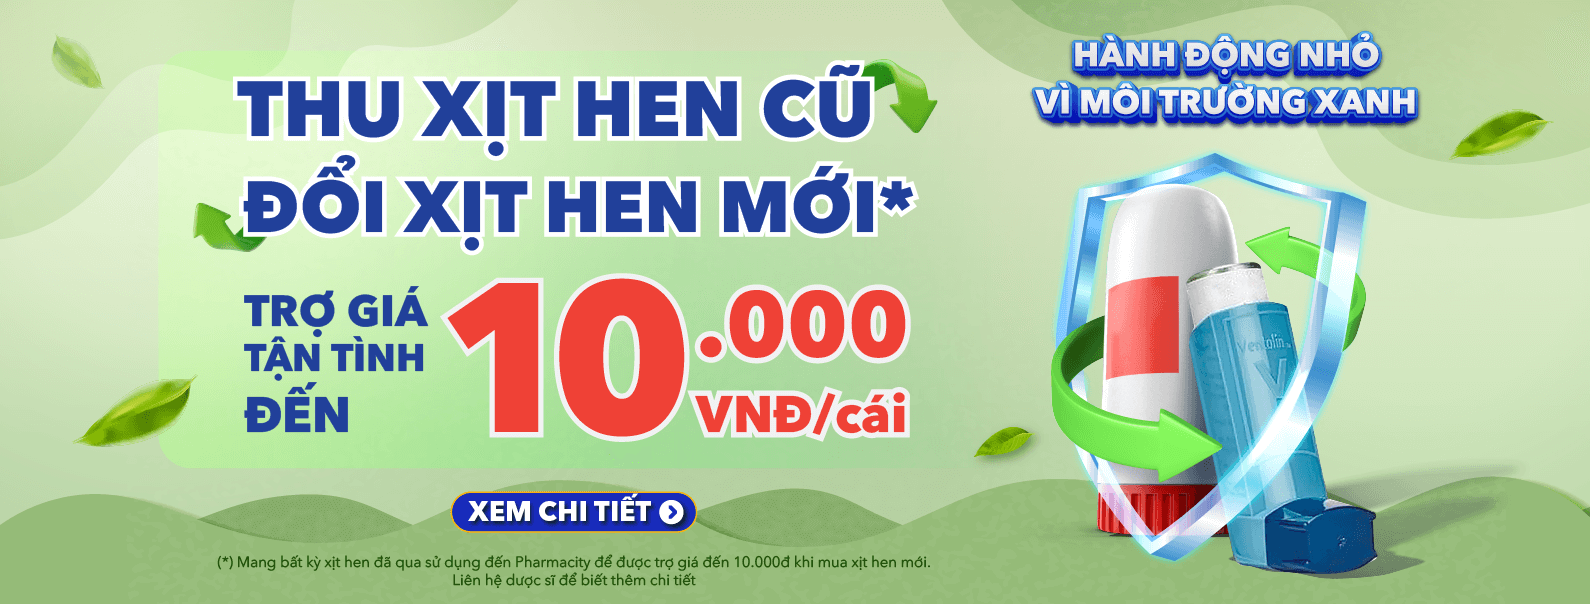 THU XỊT HEN CŨ
ĐỔI XỊT HEN MỚI*
TRỢ GIÁ
TẬN TÌNH
ĐẾN
10.000
VNĐ/cái
XEM CHI TIẾT
(*) Mang bất kỳ xịt hen đã qua sử dụng đến Pharmacity để được trợ giá đến 10.000đ khi mua xịt hen mới.
Liên hệ dược sĩ để biết thêm chi tiết
HÀNH ĐỘNG NHỎ
VÌ MÔI TRƯỜNG XANH
Ventolin